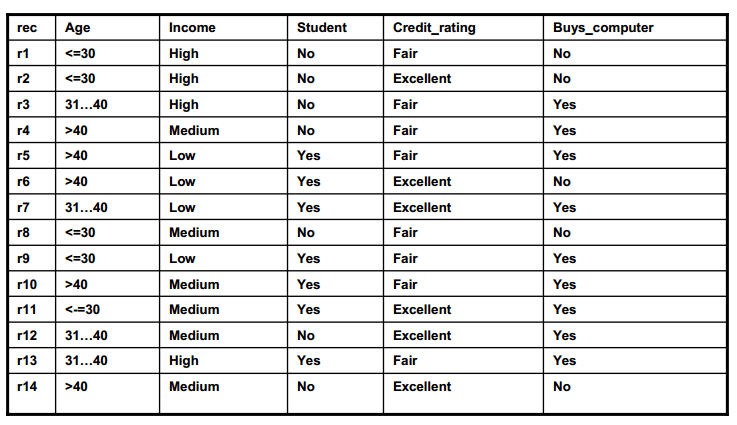 rec Age Income Student Credit_rating Buys_computer
r1 <=30 High No Fair No
r2 <=30 High No Excellent No
r3 31…40 High No Fair Yes
r4 >40 Medium No Fair Yes
r5 >40 Low Yes Fair Yes
r6 >40 Low Yes Excellent No
r7 31…40 Low Yes Excellent Yes
r8 <=30 Medium No Fair No
r9 <=30 Low Yes Fair Yes
r10 >40 Medium Yes Fair Yes
r11 <-=30 Medium Yes Excellent Yes
r12 31…40 Medium No Excellent Yes
r13 31…40 High Yes Fair Yes
r14 >40 Medium No Excellent No